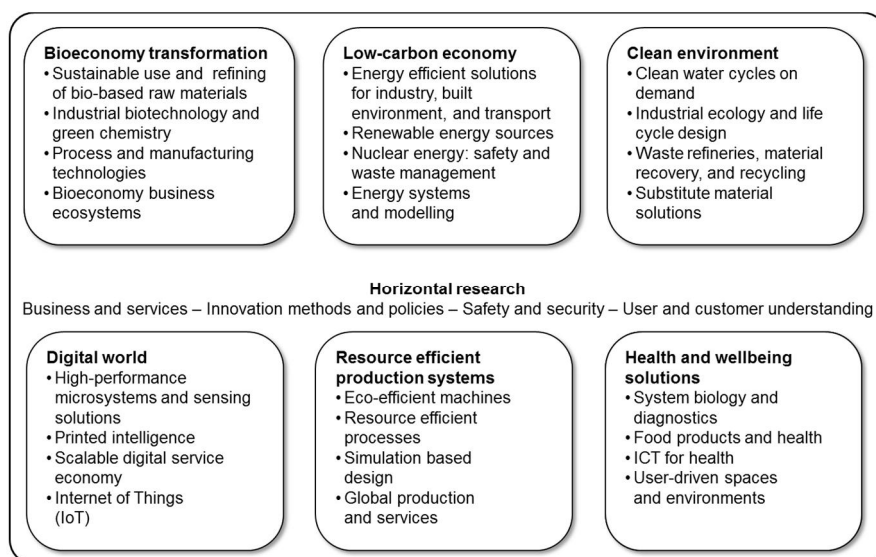 Bioeconomy transformation
• Sustainable use and refining
of bio-based raw materials
• Industrial biotechnology and
green chemistry
• Process and manufacturing
technologies
• Bioeconomy business
ecosystems
Low-carbon economy
• Energy efficient solutions
for industry, built
environment, and transport
• Renewable energy sources
• Nuclear energy: safety and
waste management
• Energy systems
and modelling
Clean environment
• Clean water cycles on
demand
• Industrial ecology and life
cycle design
• Waste refineries, material
recovery, and recycling
• Substitute material
solutions
Horizontal research
Business and services – Innovation methods and policies – Safety and security – User and customer understanding
Digital world
• High-performance
microsystems and sensing
solutions
• Printed intelligence
• Scalable digital service
economy
• Internet of Things
(IoT)
Resource efficient
production systems
• Eco-efficient machines
• Resource efficient
processes
• Simulation based
design
• Global production
and services
Health and wellbeing
solutions
• System biology and
diagnostics
• Food products and health
• ICT for health
• User-driven spaces
and environments